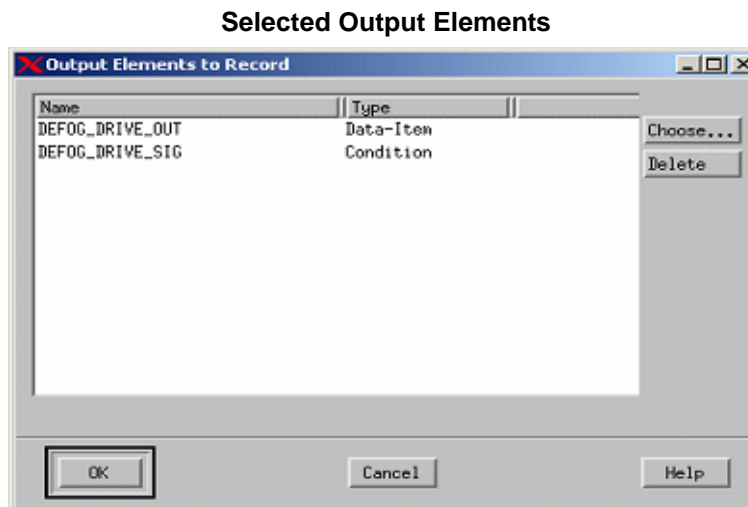 Selected Output Elements
Output Elements to Record
Name Type
DEFOG_DRIVE_OUT Data-Item
DEFOG_DRIVE_SIG Condition
Choose...
Delete
OK Cancel Help